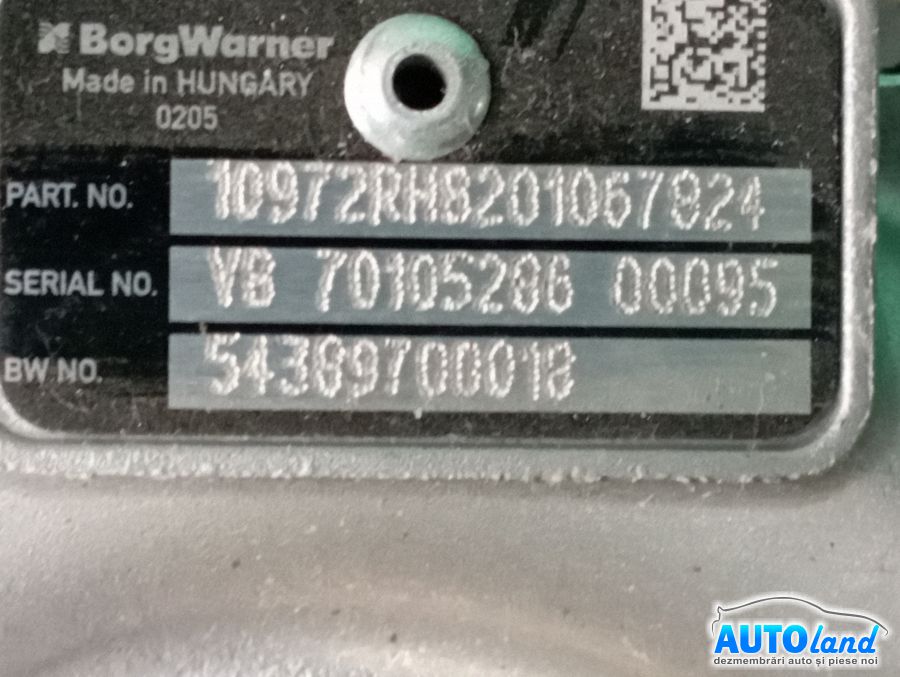 BorgWarner
Made in HUNGARY
0205
PART. NO. 10972RH8201067824
SERIAL NO. VB 70105286 00095
BW NO. 54389700018
AUTOland
dezmembrări auto și piese noi